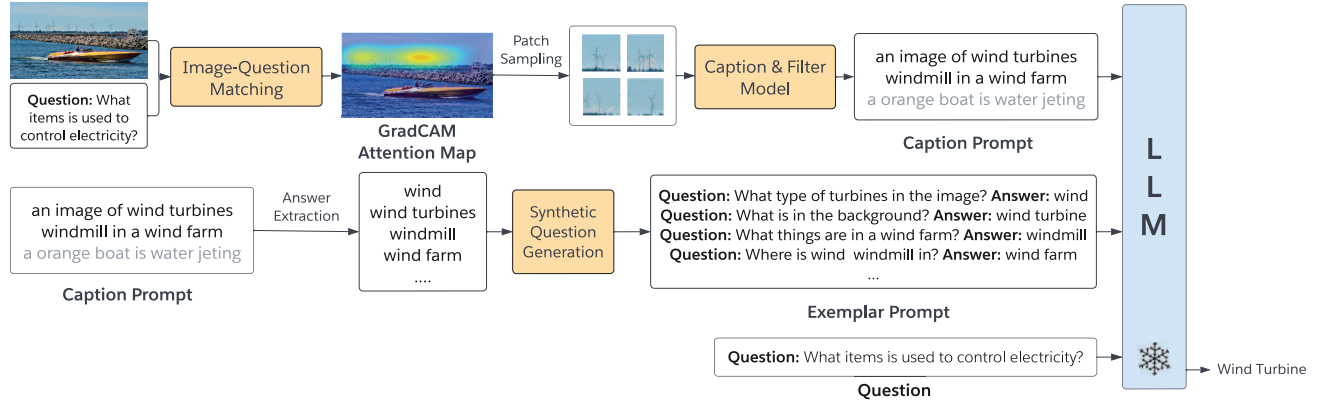 Question: What
items is used to
control electricity?
Image-Question
Matching
GradCAM
Attention Map
Patch
Sampling
Caption & Filter
Model
an image of wind turbines
windmill in a wind farm
a orange boat is water jeting
Caption Prompt
an image of wind turbines
windmill in a wind farm
a orange boat is water jeting
Caption Prompt
Answer
Extraction
wind
wind turbines
windmill
wind farm
....
Synthetic
Question
Generation
Question: What type of turbines in the image? Answer: wind
Question: What is in the background? Answer: wind turbine
Question: What things are in a wind farm? Answer: windmill
Question: Where is wind windmill in? Answer: wind farm
...
Exemplar Prompt
Question: What items is used to control electricity?
Question
L
L
M
Wind Turbine